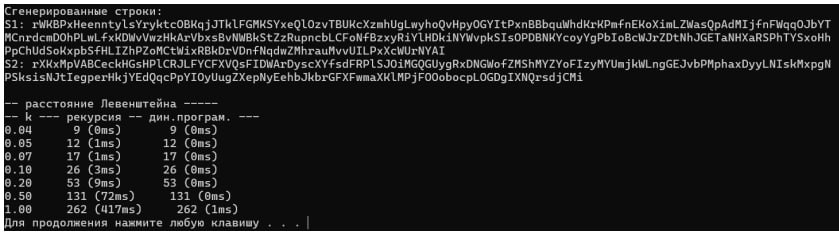 Сгенерированные строки:
S1: rWKBPxHeenntylsYryktcOBKqjJTklFGMKSYxeQlOzvTBUKcXzmhUgLwyhoQvHpyOGYItPxnBBbquWhdKrKPmfnEKoXimLZWasQpAdMIjfnFWqqOJbYT
MCnrdcmDOhPLwLfxKDWvVwzHkArVbxsBvNWBkStZzRupncbLCFoNfBzxyRiYlHDkiNYWvpkSIsOPDBNKYcoyYgPbIoBcWJrZDtNhJGETaNHXaRSPhTYSxoHh
PpChUdSoKxpbSfHLIZhPZoMCtWixRBkDrVDnfNqdwZMhrauMvvUILPxXcWUrNYAI
S2: rXKxMpVABCeckHGsHPlCRJLFYCFXVQsFIDWArDyscXYfsdFRPlSJOiMGQGUygRxDNGWofZMShMYZYoFIzyMYUmjkWLngGEJvbPMphaxDyyLNIskMxpgN
PSksisNJtIegperHkjYEdQqcPpYIOyUugZXepNyEehbJkbrGFXFwmaXKlMPjFOOobocpLOGDgIXNQrsdjCMi
-- расстояние Левенштейна -----
-- k --- рекурсия -- дин.програм. ---
0.04 9 (0ms) 9 (0ms)
0.05 12 (1ms) 12 (0ms)
0.07 17 (1ms) 17 (0ms)
0.10 26 (3ms) 26 (0ms)
0.20 53 (9ms) 53 (0ms)
0.50 131 (72ms) 131 (0ms)
1.00 262 (417ms) 262 (1ms)
Для продолжения нажмите любую клавишу . . .